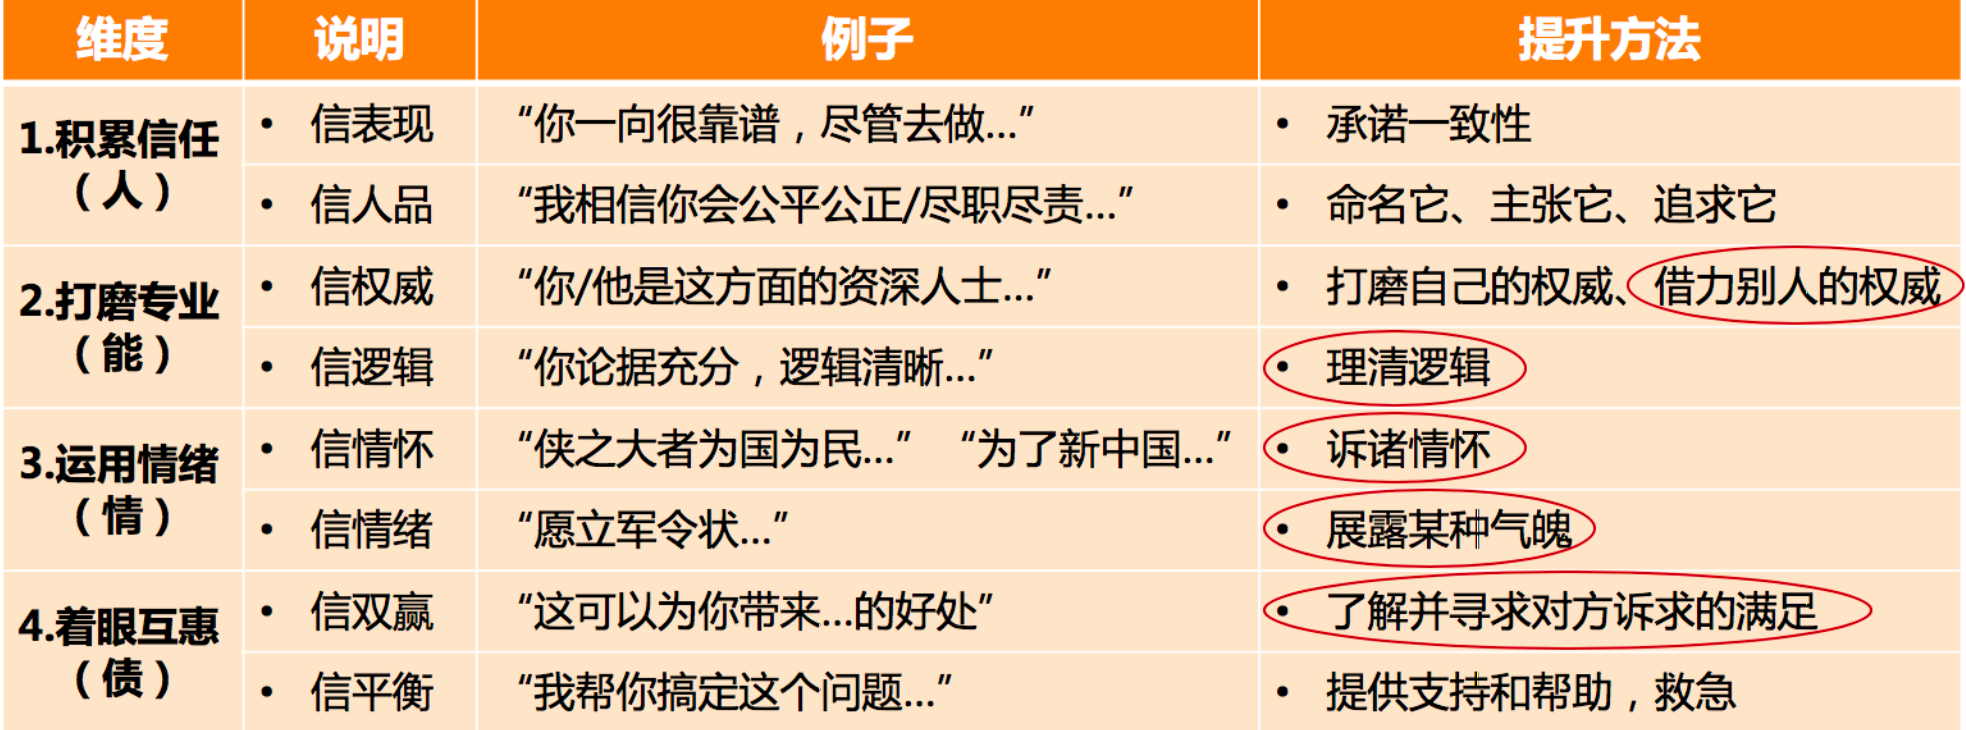 维度 说明 例子 提升方法
1.积累信任
（人）
• 信表现 “你一向很靠谱，尽管去做...” • 承诺一致性
• 信人品 “我相信你会公平公正/尽职尽责...” • 命名它、主张它、追求它
2.打磨专业
（能）
• 信权威 “你/他是这方面的资深人士...” • 打磨自己的权威、借力别人的权威
• 信逻辑 “你论据充分，逻辑清晰...” • 理清逻辑
3.运用情绪
（情）
• 信情怀 “侠之大者为国为民...” “为了新中国...” • 诉诸情怀
• 信情绪 “愿立军令状...” • 展露某种气魄
4.着眼互惠
（债）
• 信双赢 “这可以为你带来...的好处” • 了解并寻求对方诉求的满足
• 信平衡 “我帮你搞定这个问题...” • 提供支持和帮助，救急